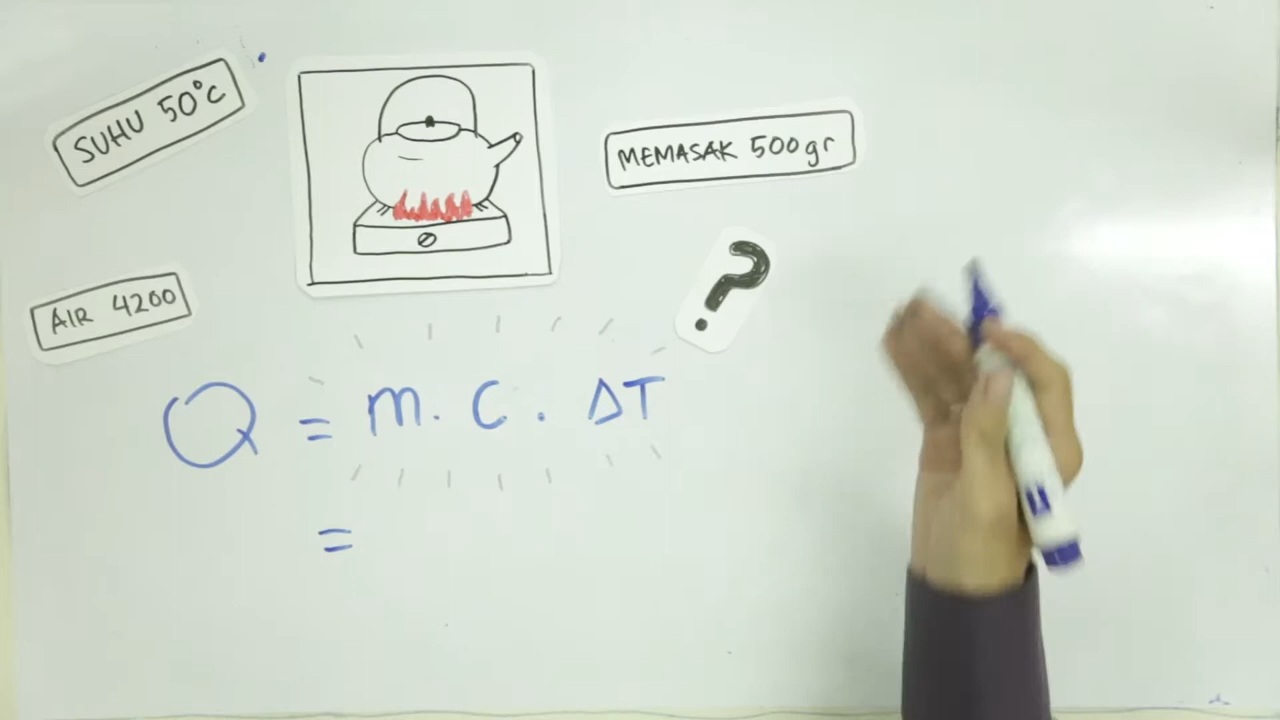 SUHU 50°C
MEMASAK 500gr
AIR 4200
?
Q = m. C. ΔT
=